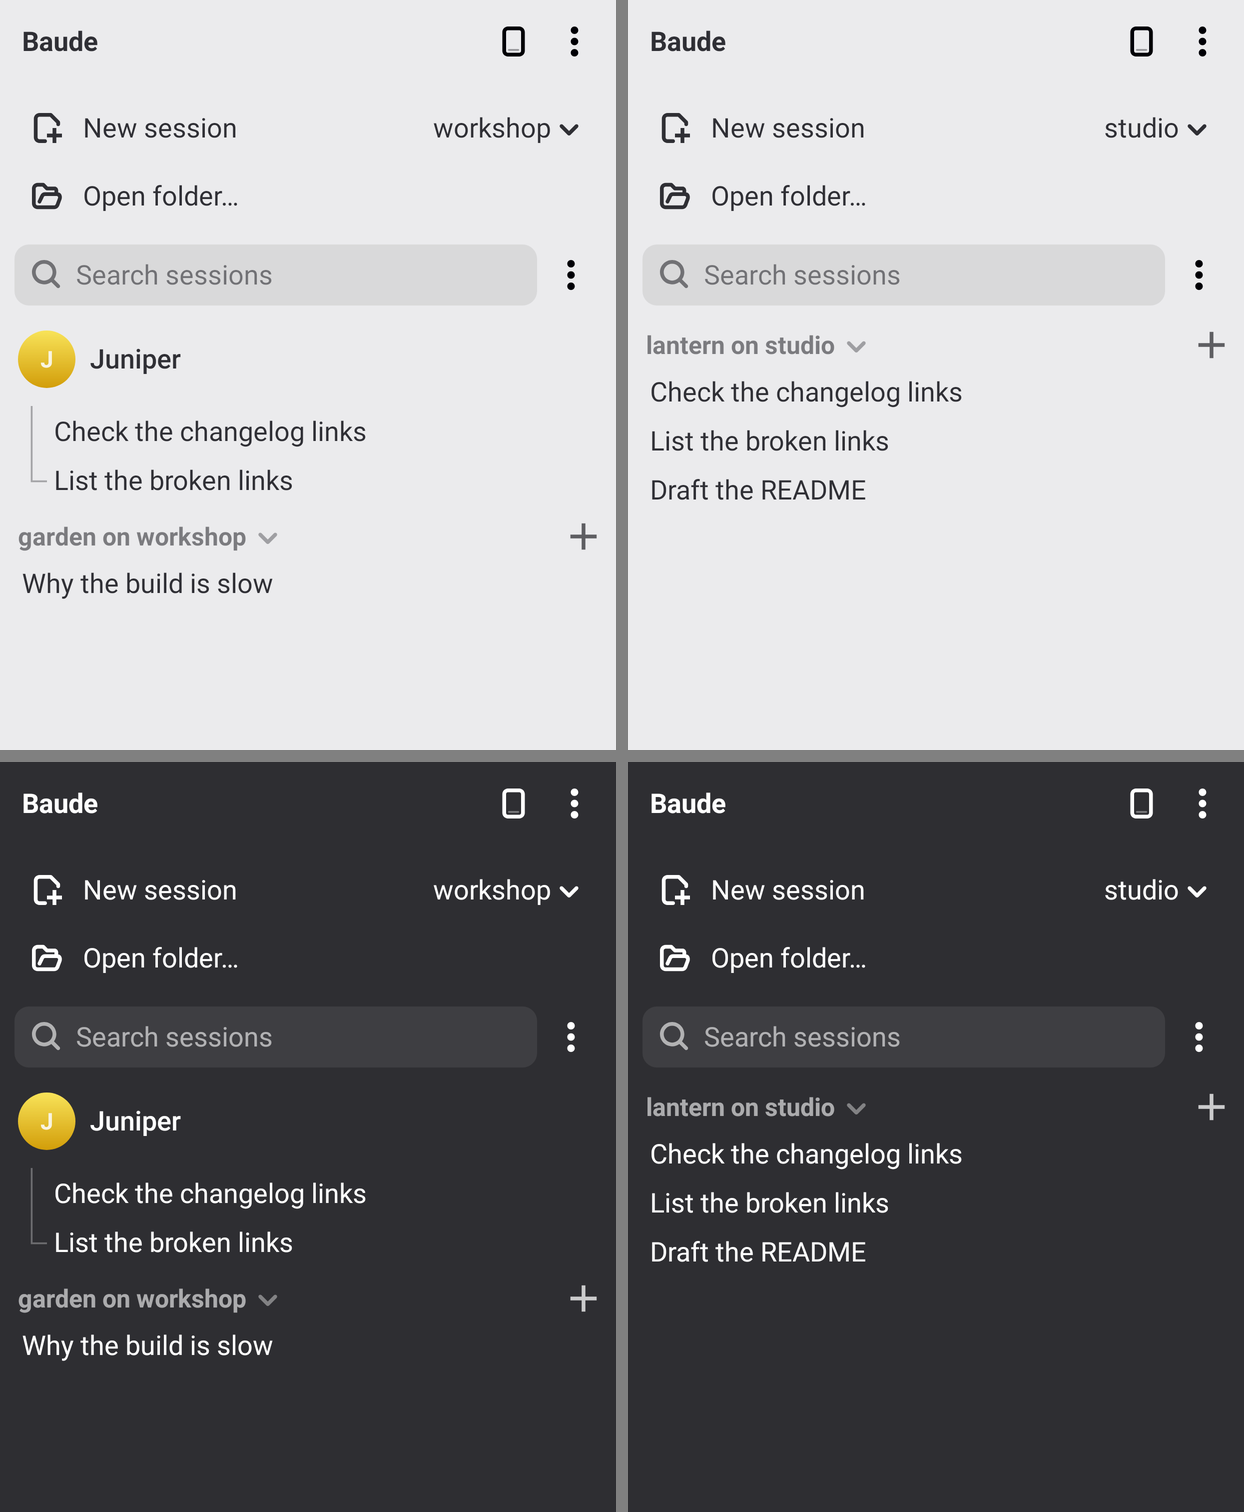 Baude
New session workshop
Open folder...
Search sessions
J Juniper
Check the changelog links
List the broken links
garden on workshop
Why the build is slow
Baude
New session studio
Open folder...
Search sessions
lantern on studio
Check the changelog links
List the broken links
Draft the README
Baude
New session workshop
Open folder...
Search sessions
J Juniper
Check the changelog links
List the broken links
garden on workshop
Why the build is slow
Baude
New session studio
Open folder...
Search sessions
lantern on studio
Check the changelog links
List the broken links
Draft the README